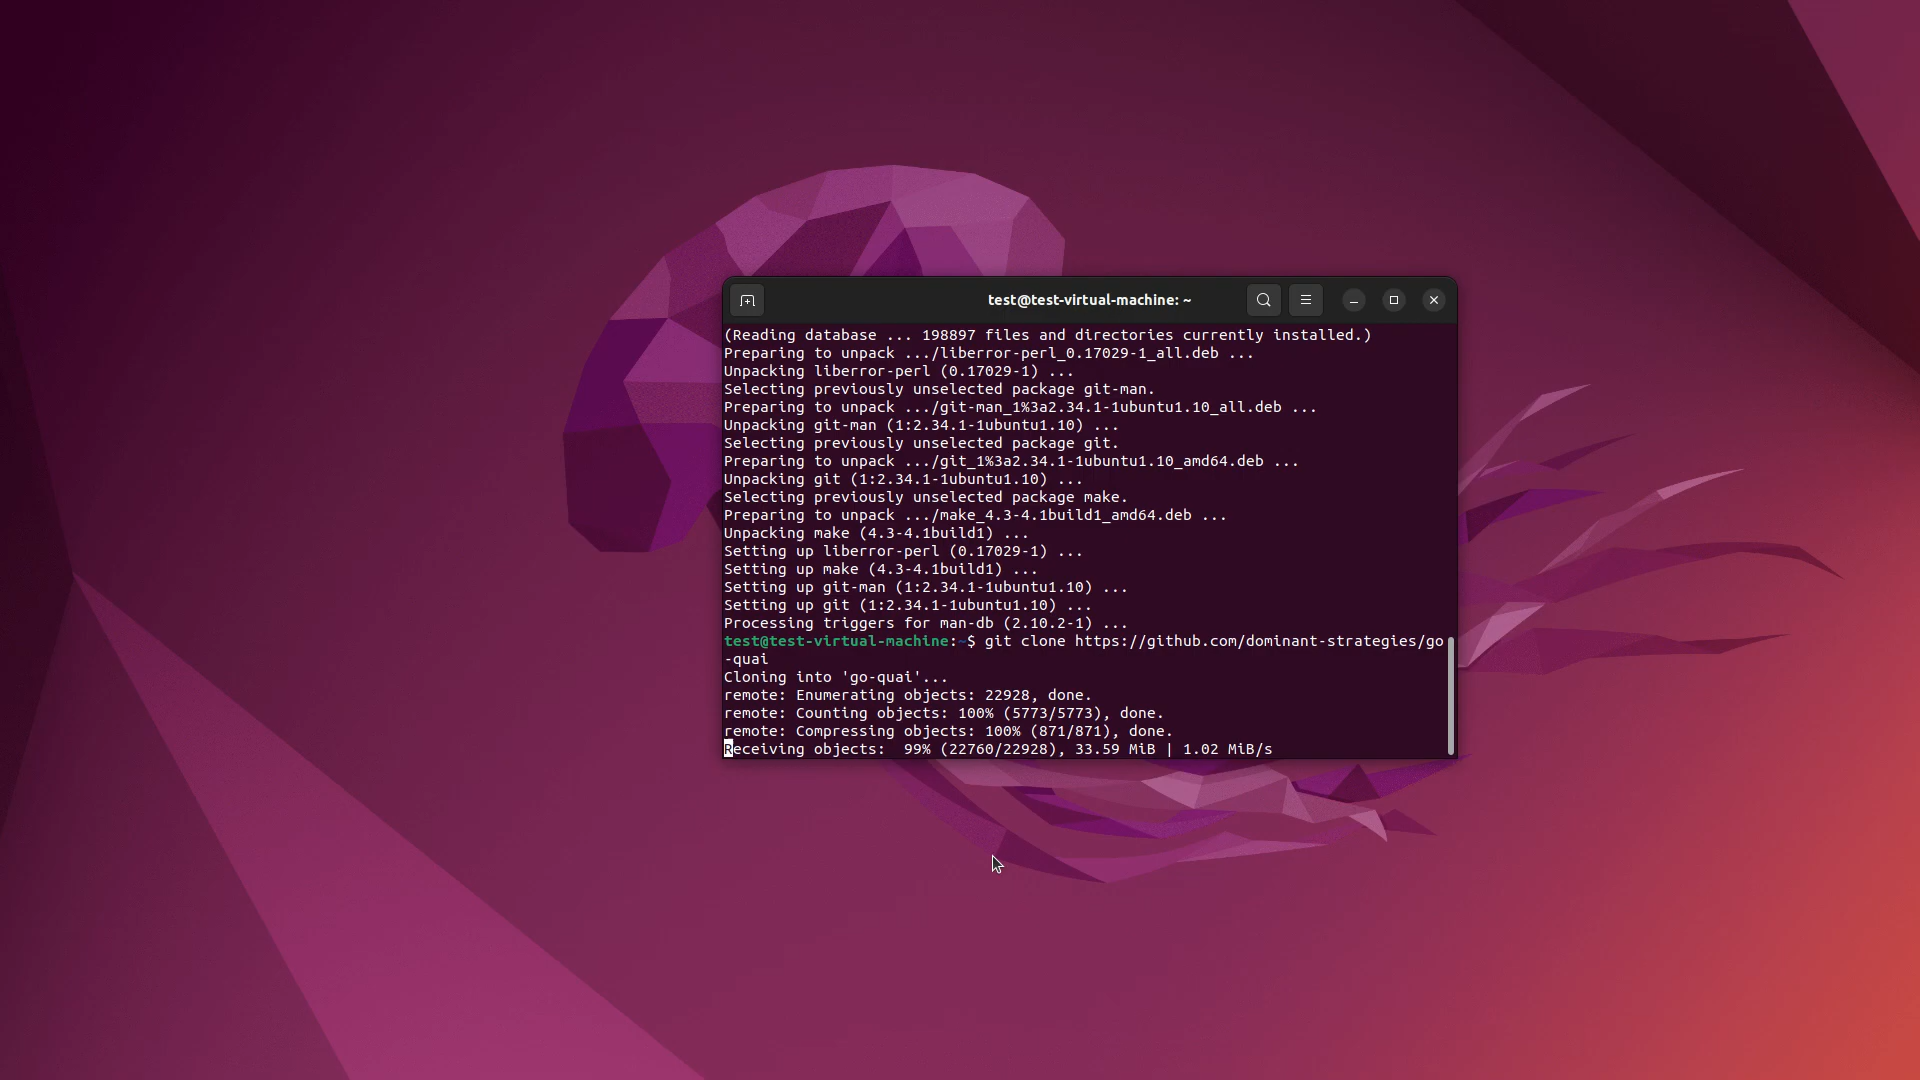 test@test-virtual-machine: ~
(Reading database ... 198897 files and directories currently installed.)
Preparing to unpack .../liberror-perl_0.17029-1_all.deb ...
Unpacking liberror-perl (0.17029-1) ...
Selecting previously unselected package git-man.
Preparing to unpack .../git-man_1%3a2.34.1-1ubuntu1.10_all.deb ...
Unpacking git-man (1:2.34.1-1ubuntu1.10) ...
Selecting previously unselected package git.
Preparing to unpack .../git_1%3a2.34.1-1ubuntu1.10_amd64.deb ...
Unpacking git (1:2.34.1-1ubuntu1.10) ...
Selecting previously unselected package make.
Preparing to unpack .../make_4.3-4.1build1_amd64.deb ...
Unpacking make (4.3-4.1build1) ...
Setting up liberror-perl (0.17029-1) ...
Setting up make (4.3-4.1build1) ...
Setting up git-man (1:2.34.1-1ubuntu1.10) ...
Setting up git (1:2.34.1-1ubuntu1.10) ...
Processing triggers for man-db (2.10.2-1) ...
test@test-virtual-machine:~$ git clone https://github.com/dominant-strategies/go
-quai
Cloning into 'go-quai'...
remote: Enumerating objects: 22928, done.
remote: Counting objects: 100% (5773/5773), done.
remote: Compressing objects: 100% (871/871), done.
Receiving objects:  99% (22760/22928), 33.59 MiB | 1.02 MiB/s